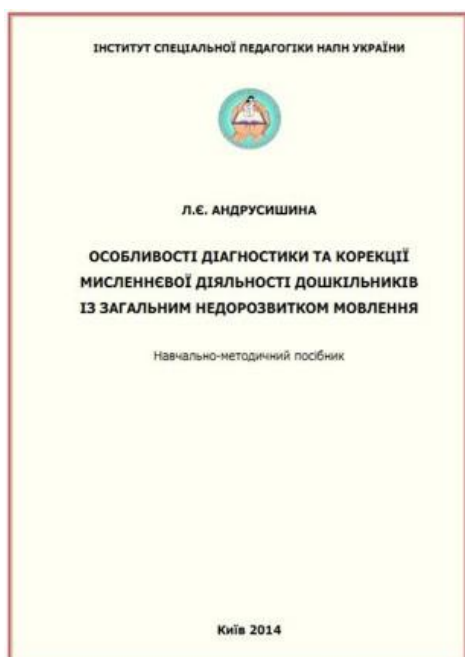 ІНСТИТУТ СПЕЦІАЛЬНОЇ ПЕДАГОГІКИ НАПН УКРАЇНИ
Л.Є. АНДРУСИШИНА
ОСОБЛИВОСТІ ДІАГНОСТИКИ ТА КОРЕКЦІЇ
МИСЛЕННЄВОЇ ДІЯЛЬНОСТІ ДОШКІЛЬНИКІВ
ІЗ ЗАГАЛЬНИМ НЕДОРОЗВИТКОМ МОВЛЕННЯ
Навчально-методичний посібник
Київ 2014